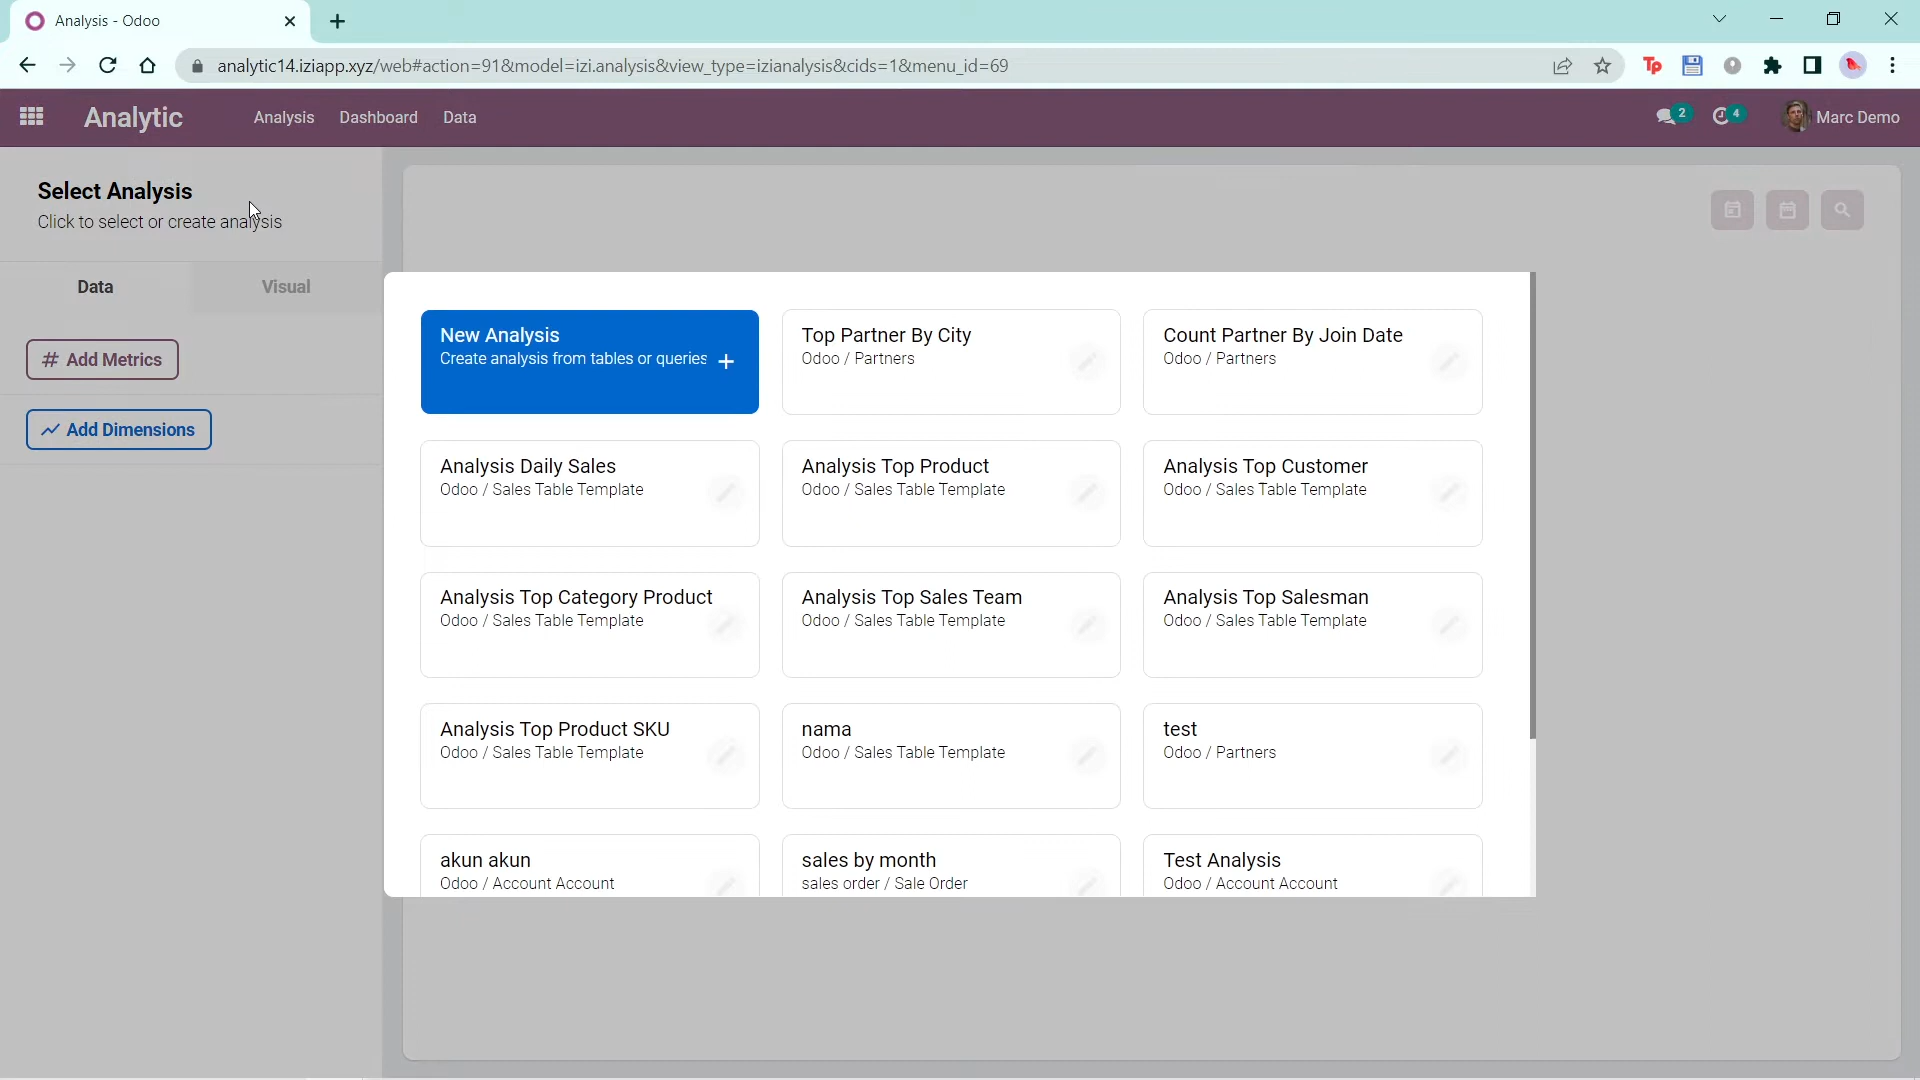 Analysis - Odoo
analytic14.iziapp.xyz/web#action=91&model=izi.analysis&view_type=izianalysis&cids=1&menu_id=69
Tp
Analytic
Analysis
Dashboard
Data
2
4
Marc Demo
Select Analysis
Click to select or create analysis
Data
Visual
# Add Metrics
Add Dimensions
New Analysis
Create analysis from tables or queries
Top Partner By City
Odoo / Partners
Count Partner By Join Date
Odoo / Partners
Analysis Daily Sales
Odoo / Sales Table Template
Analysis Top Product
Odoo / Sales Table Template
Analysis Top Customer
Odoo / Sales Table Template
Analysis Top Category Product
Odoo / Sales Table Template
Analysis Top Sales Team
Odoo / Sales Table Template
Analysis Top Salesman
Odoo / Sales Table Template
Analysis Top Product SKU
Odoo / Sales Table Template
nama
Odoo / Sales Table Template
test
Odoo / Partners
akun akun
Odoo / Account Account
sales by month
sales order / Sale Order
Test Analysis
Odoo / Account Account